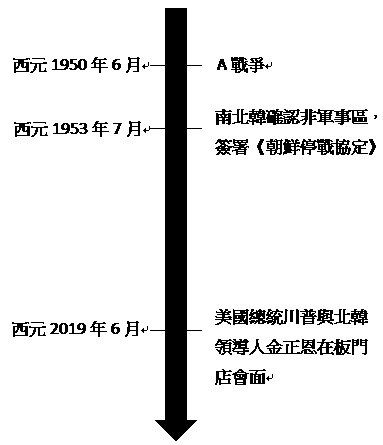 西元 1950 年 6 月
A 戰爭
西元 1953 年 7 月
南北韓確認非軍事區，
簽署《朝鮮停戰協定》
西元 2019 年 6 月
美國總統川普與北韓
領導人金正恩在板門
店會面